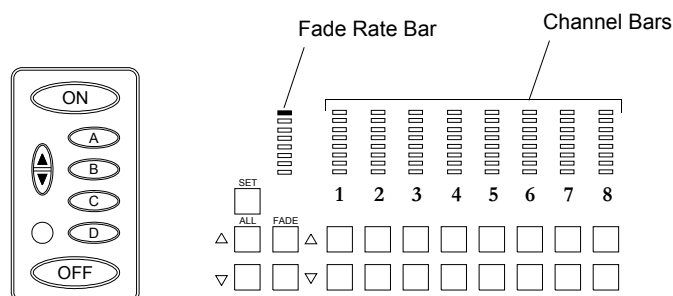 Fade Rate Bar
Channel Bars
ON
A
B
C
D
OFF
SET
1 2 3 4 5 6 7 8
ALL FADE